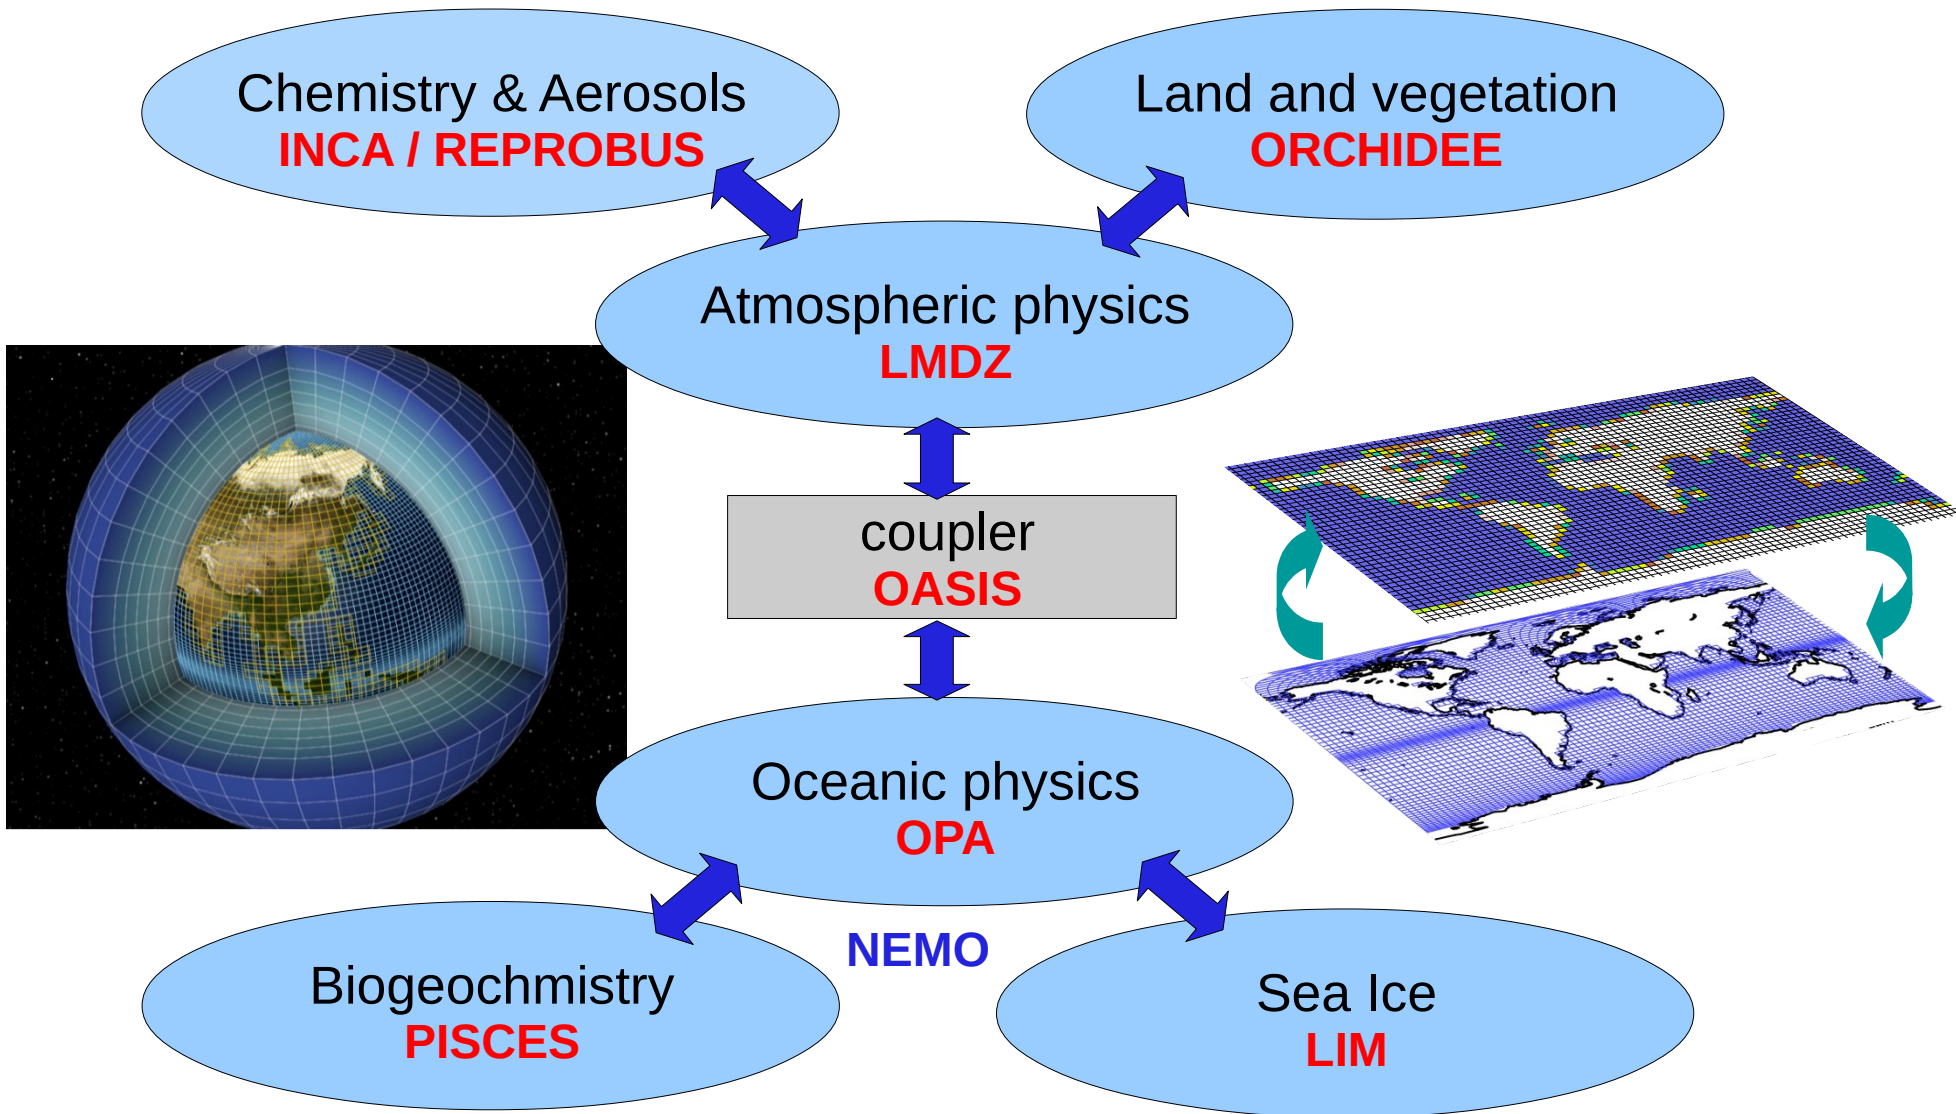 Chemistry & Aerosols
INCA / REPROBUS
Land and vegetation
ORCHIDEE
Atmospheric physics
LMDZ
coupler
OASIS
Oceanic physics
OPA
NEMO
Biogeochmistry
PISCES
Sea Ice
LIM